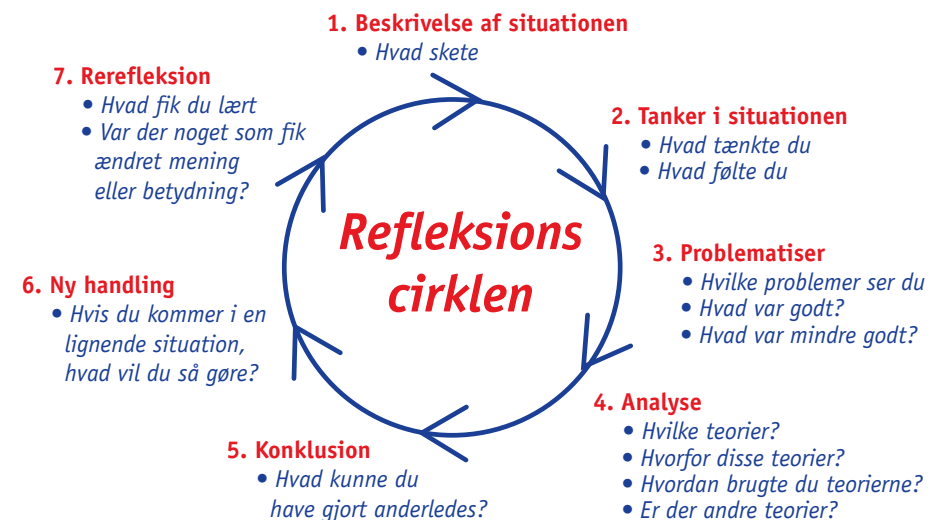 1. Beskrivelse af situationen
• Hvad skete
2. Tanker i situationen
• Hvad tænkte du
• Hvad følte du
3. Problematiser
• Hvilke problemer ser du
• Hvad var godt?
• Hvad var mindre godt?
4. Analyse
• Hvilke teorier?
• Hvorfor disse teorier?
• Hvordan brugte du teorierne?
• Er der andre teorier?
5. Konklusion
• Hvad kunne du
have gjort anderledes?
6. Ny handling
• Hvis du kommer i en
lignende situation,
hvad vil du så gøre?
7. Rerefleksion
• Hvad fik du lært
• Var der noget som fik
ændret mening
eller betydning?
Refleksions
cirklen